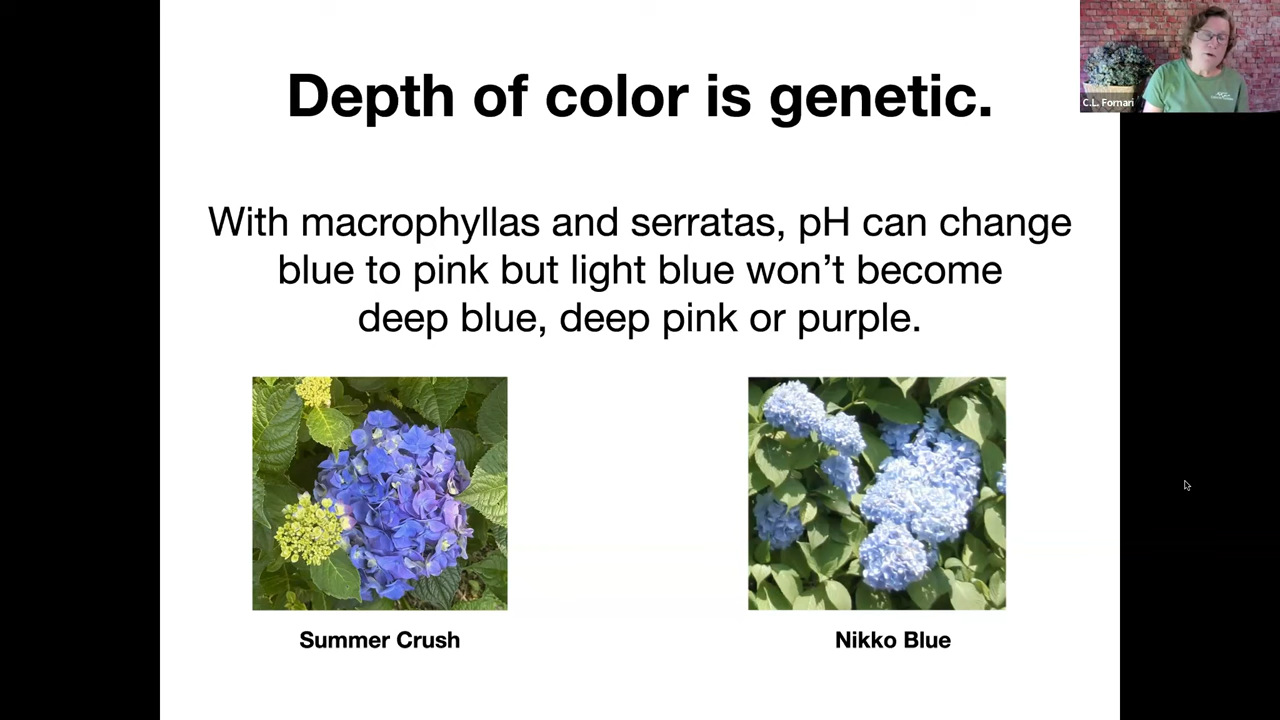 Depth of color is genetic.
With macrophyllas and serratas, pH can change
blue to pink but light blue won’t become
deep blue, deep pink or purple.
Summer Crush
Nikko Blue
C.L. Fornari